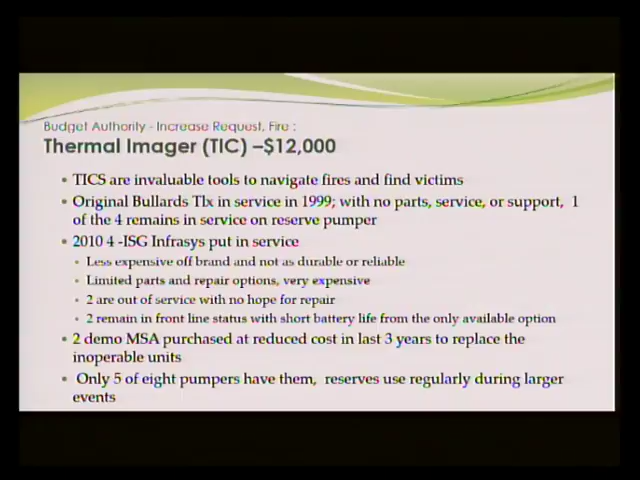 Budget Authority - Increase Request, Fire :
Thermal Imager (TIC) –$12,000
• TICS are invaluable tools to navigate fires and find victims
• Original Bullards TIx in service in 1999; with no parts, service, or support, 1
of the 4 remains in service on reserve pumper
• 2010 4 -ISG Infrasys put in service
• Less expensive off brand and not as durable or reliable
• Limited parts and repair options, very expensive
• 2 are out of service with no hope for repair
• 2 remain in front line status with short battery life from the only available option
• 2 demo MSA purchased at reduced cost in last 3 years to replace the
inoperable units
• Only 5 of eight pumpers have them, reserves use regularly during larger
events